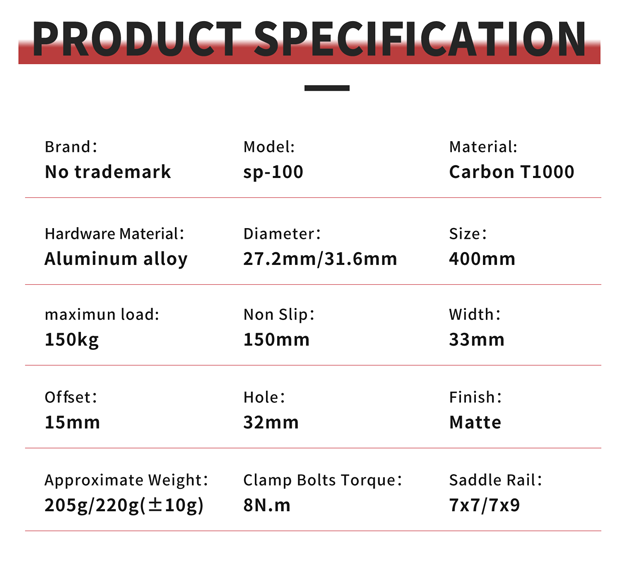 PRODUCT SPECIFICATION
Brand:
No trademark
Model:
sp-100
Material:
Carbon T1000
Hardware Material:
Aluminum alloy
Diameter:
27.2mm/31.6mm
Size:
400mm
maximun load:
150kg
Non Slip:
150mm
Width:
33mm
Offset:
15mm
Hole:
32mm
Finish:
Matte
Approximate Weight:
205g/220g(±10g)
Clamp Bolts Torque:
8N.m
Saddle Rail:
7x7/7x9